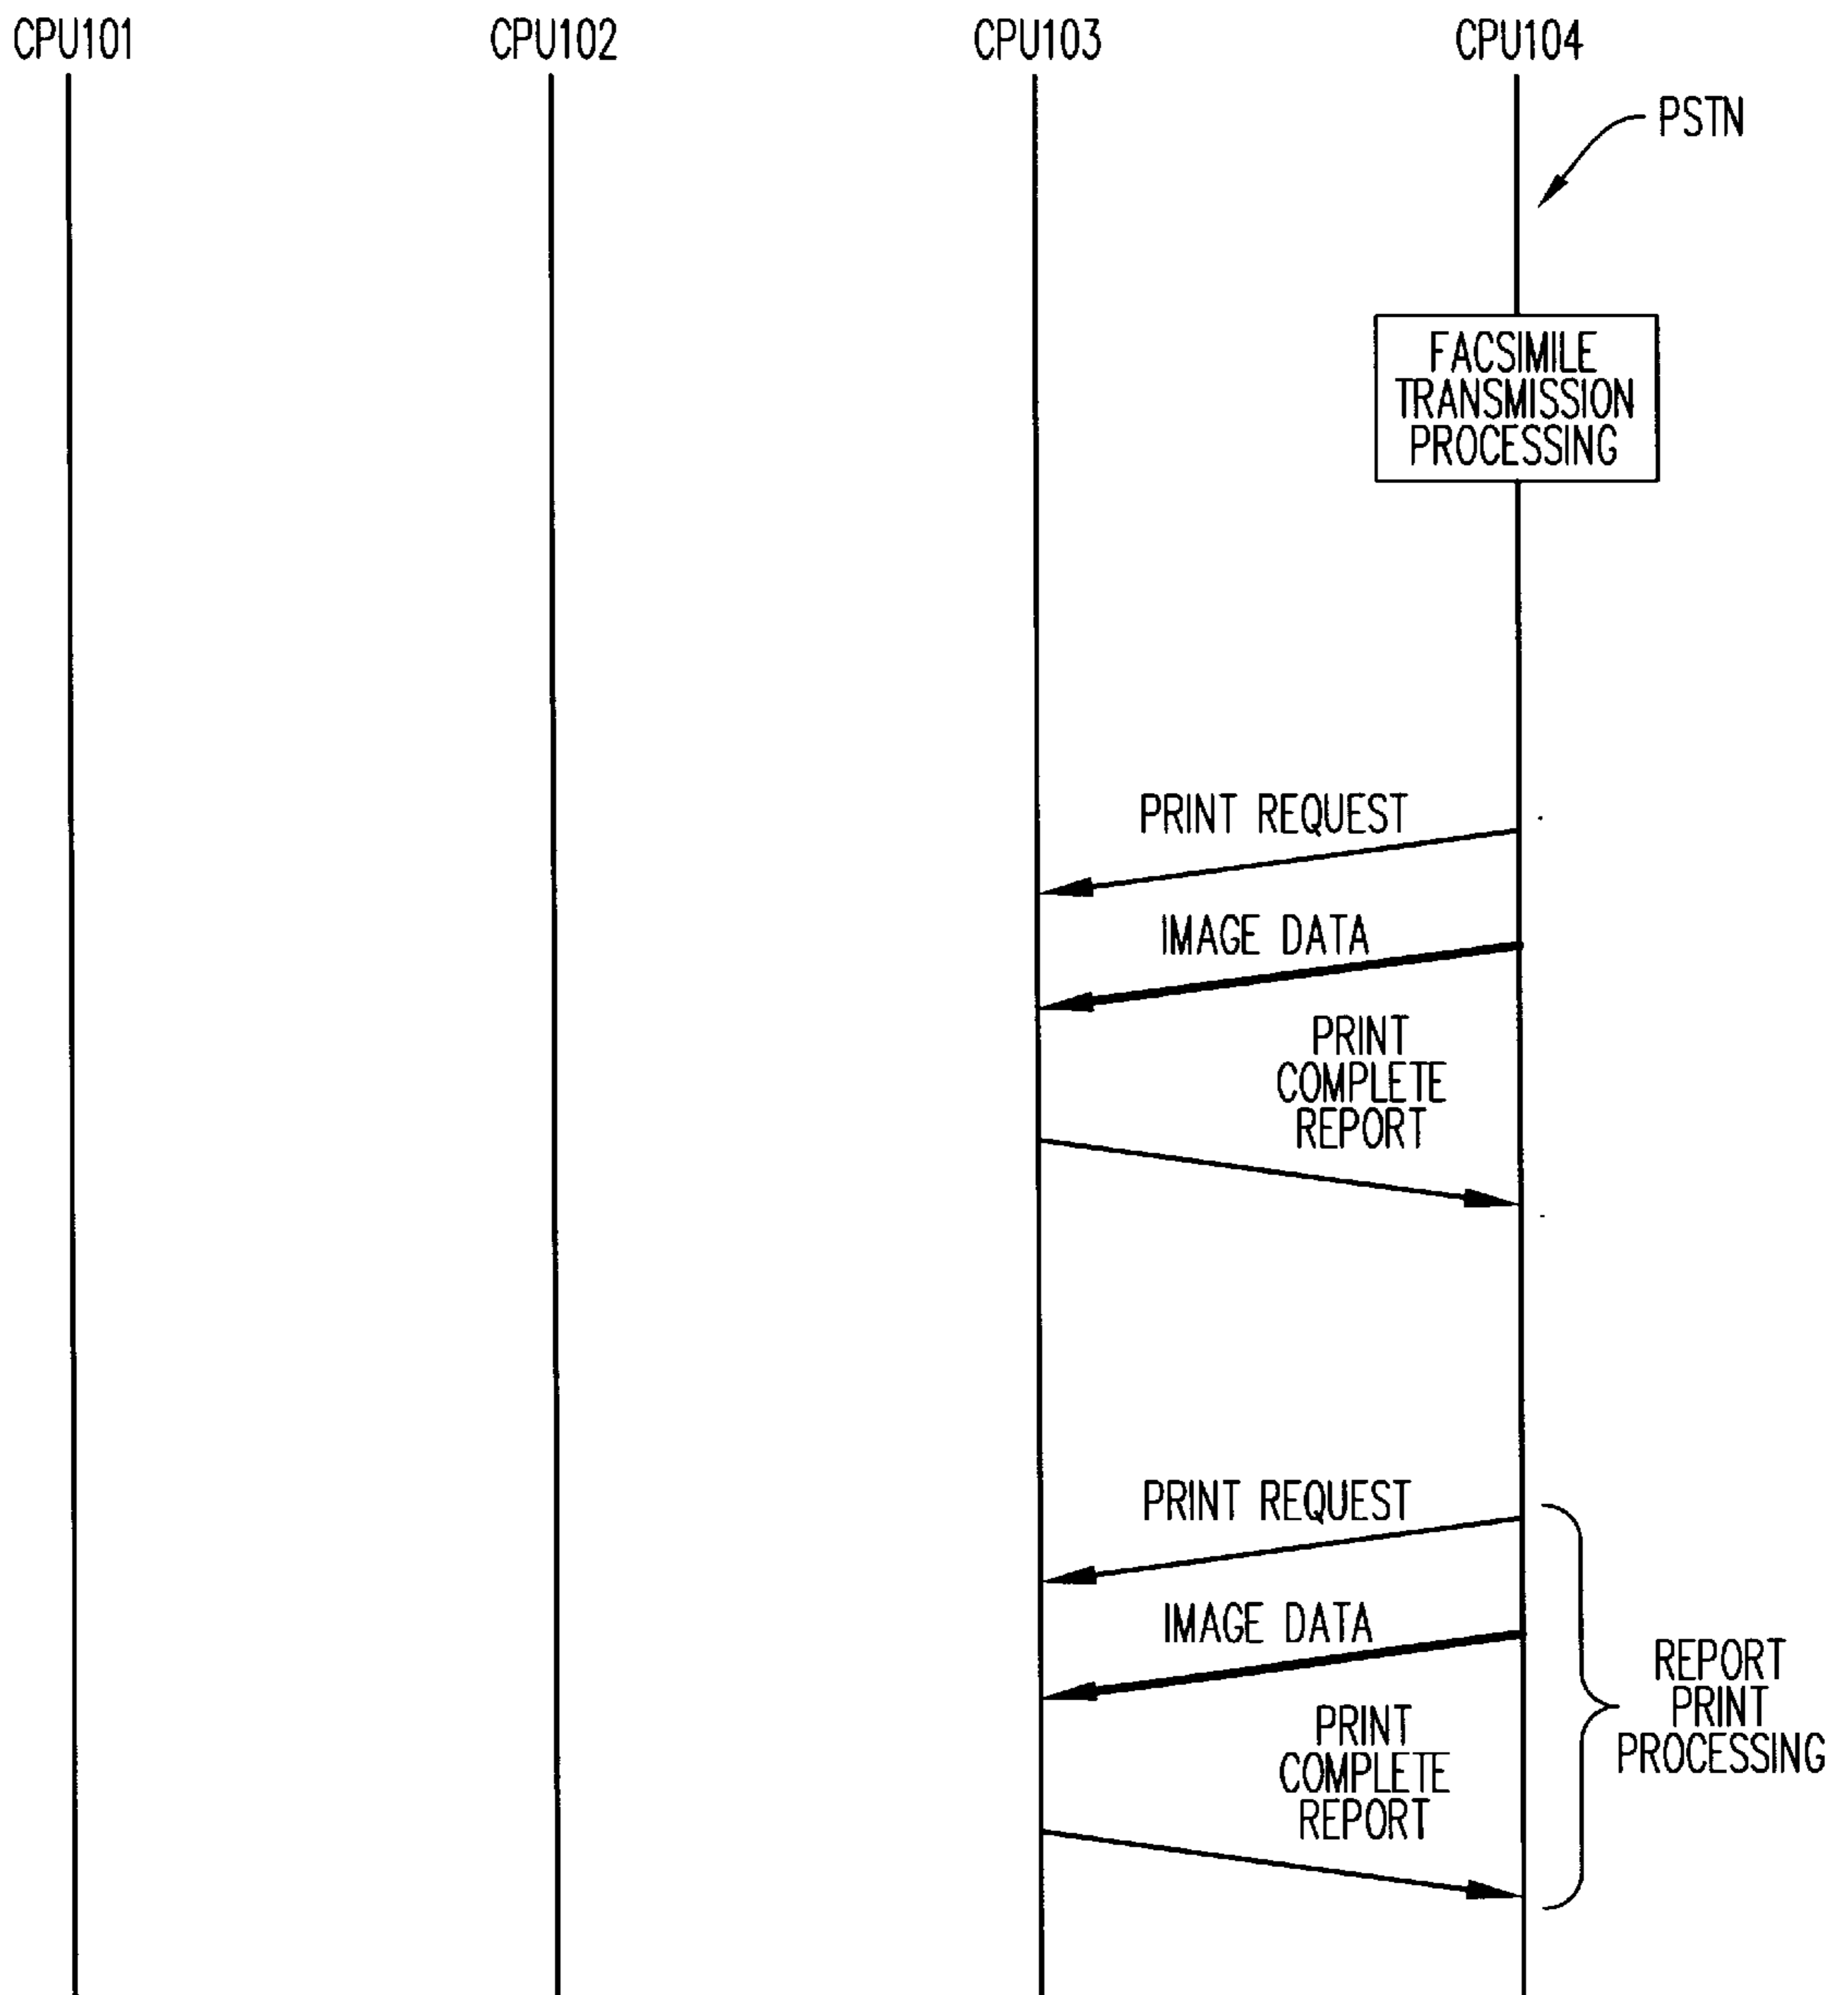 CPU101 CPU102 CPU103 CPU104
PSTN
FACSIMILE
TRANSMISSION
PROCESSING
PRINT REQUEST
IMAGE DATA
PRINT
COMPLETE
REPORT
PRINT REQUEST
IMAGE DATA
PRINT
COMPLETE
REPORT
REPORT
PRINT
PROCESSING